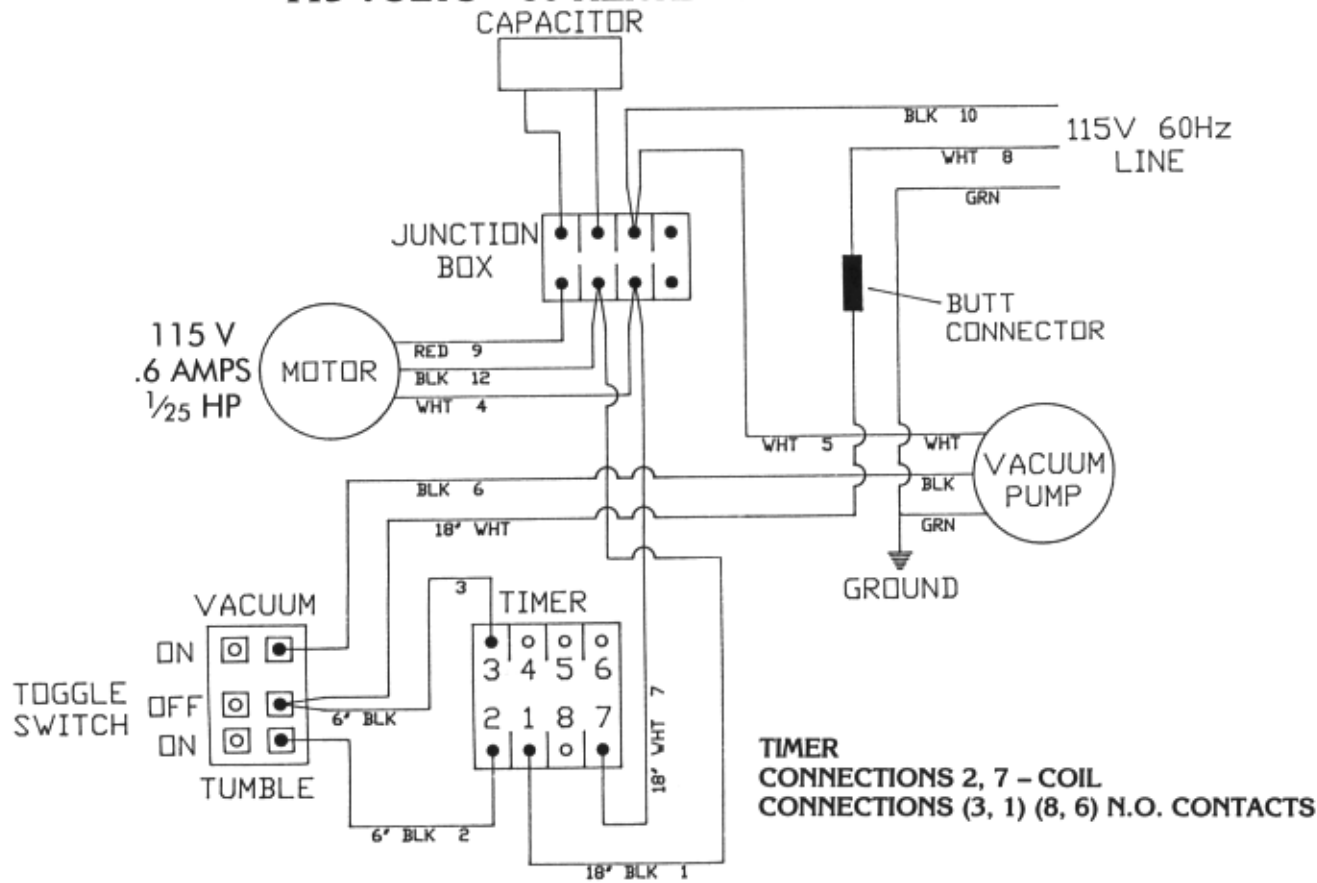 CAPACITOR
BLK 10
115V 60Hz
LINE
WHT 8
GRN
JUNCTION
BOX
BUTT
CONNECTOR
115 V
.6 AMPS
1/25 HP
MOTOR
RED 9
BLK 12
WHT 4
WHT 5
WHT
VACUUM
PUMP
BLK 6
BLK
18" WHT
GRN
GROUND
3
VACUUM
TIMER
ON
3 4 5 6
TOGGLE
SWITCH
OFF
6" BLK
2 1 8 7
18" WHT 7
ON
TUMBLE
6" BLK 2
18" BLK 1
TIMER
CONNECTIONS 2, 7 – COIL
CONNECTIONS (3, 1) (8, 6) N.O. CONTACTS